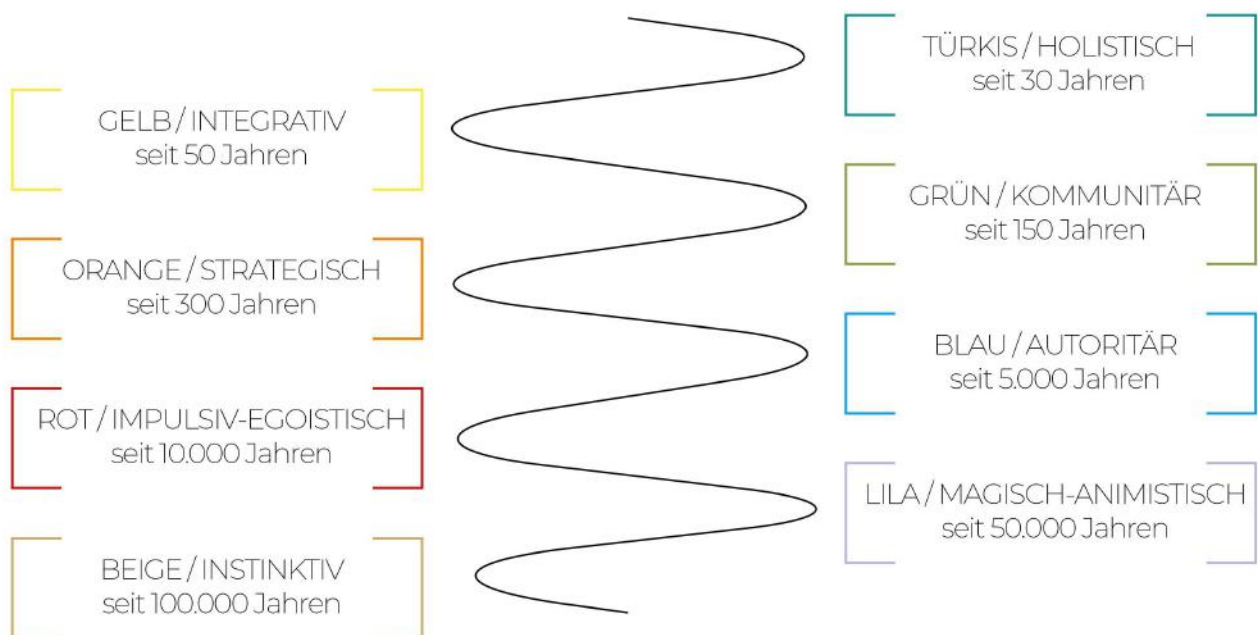 TÜRKIS / HOLISTISCH
seit 30 Jahren
GELB / INTEGRATIV
seit 50 Jahren
GRÜN / KOMMUNITÄR
seit 150 Jahren
ORANGE / STRATEGISCH
seit 300 Jahren
BLAU / AUTORITÄR
seit 5.000 Jahren
ROT / IMPULSIV-EGOISTISCH
seit 10.000 Jahren
LILA / MAGISCH-ANIMISTISCH
seit 50.000 Jahren
BEIGE / INSTINKTIV
seit 100.000 Jahren